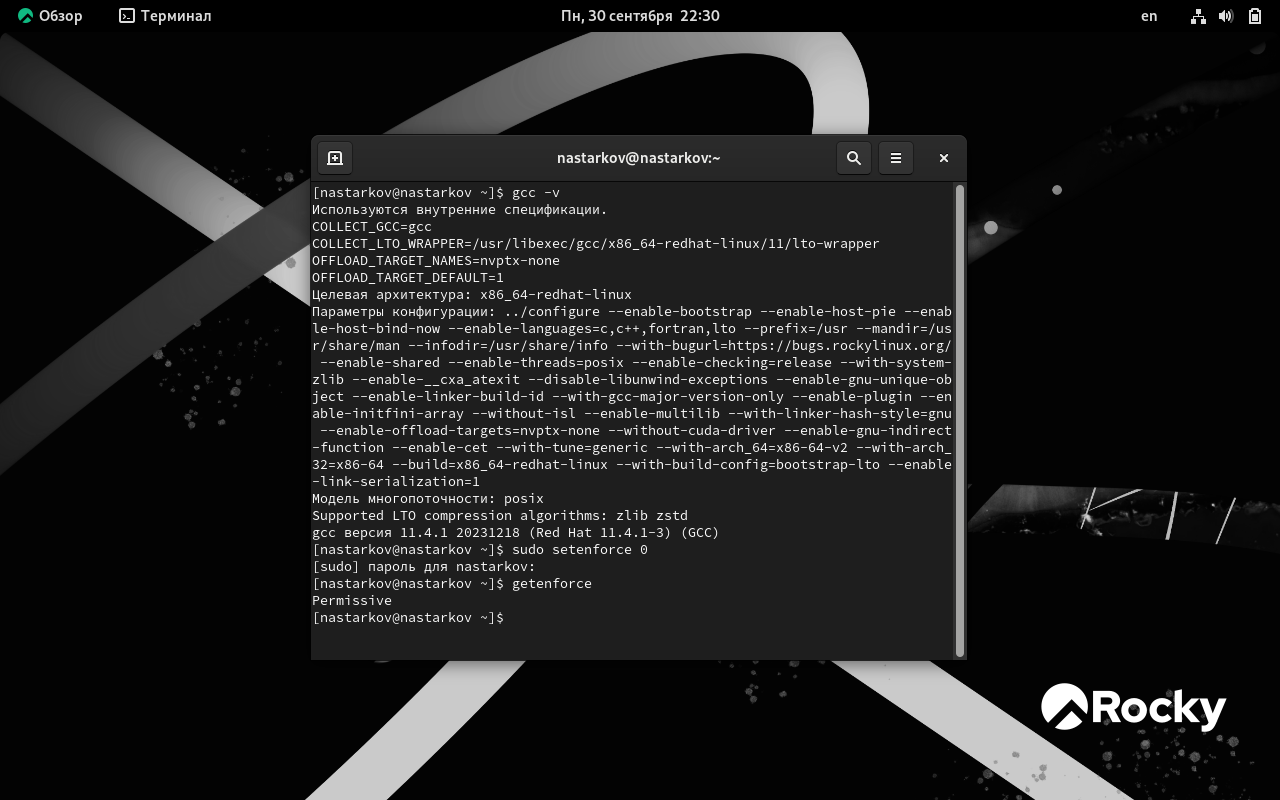 Обзор Терминал Пн, 30 сентября 22:30 en
nastarkov@nastarkov:~
[nastarkov@nastarkov ~]$ gcc -v
Используются внутренние спецификации.
COLLECT_GCC=gcc
COLLECT_LTO_WRAPPER=/usr/libexec/gcc/x86_64-redhat-linux/11/lto-wrapper
OFFLOAD_TARGET_NAMES=nvptx-none
OFFLOAD_TARGET_DEFAULT=1
Целевая архитектура: x86_64-redhat-linux
Параметры конфигурации: ../configure --enable-bootstrap --enable-host-pie --enab
le-host-bind-now --enable-languages=c,c++,fortran,lto --prefix=/usr --mandir=/us
r/share/man --infodir=/usr/share/info --with-bugurl=https://bugs.rockylinux.org/
 --enable-shared --enable-threads=posix --enable-checking=release --with-system-
zlib --enable-__cxa_atexit --disable-libunwind-exceptions --enable-gnu-unique-ob
ject --enable-linker-build-id --with-gcc-major-version-only --enable-plugin --en
able-initfini-array --without-isl --enable-multilib --with-linker-hash-style=gnu
 --enable-offload-targets=nvptx-none --without-cuda-driver --enable-gnu-indirect
-function --enable-cet --with-tune=generic --with-arch_64=x86-64-v2 --with-arch_
32=x86-64 --build=x86_64-redhat-linux --with-build-config=bootstrap-lto --enable
-link-serialization=1
Модель многопоточности: posix
Supported LTO compression algorithms: zlib zstd
gcc версия 11.4.1 20231218 (Red Hat 11.4.1-3) (GCC)
[nastarkov@nastarkov ~]$ sudo setenforce 0
[sudo] пароль для nastarkov:
[nastarkov@nastarkov ~]$ getenforce
Permissive
[nastarkov@nastarkov ~]$
Rocky